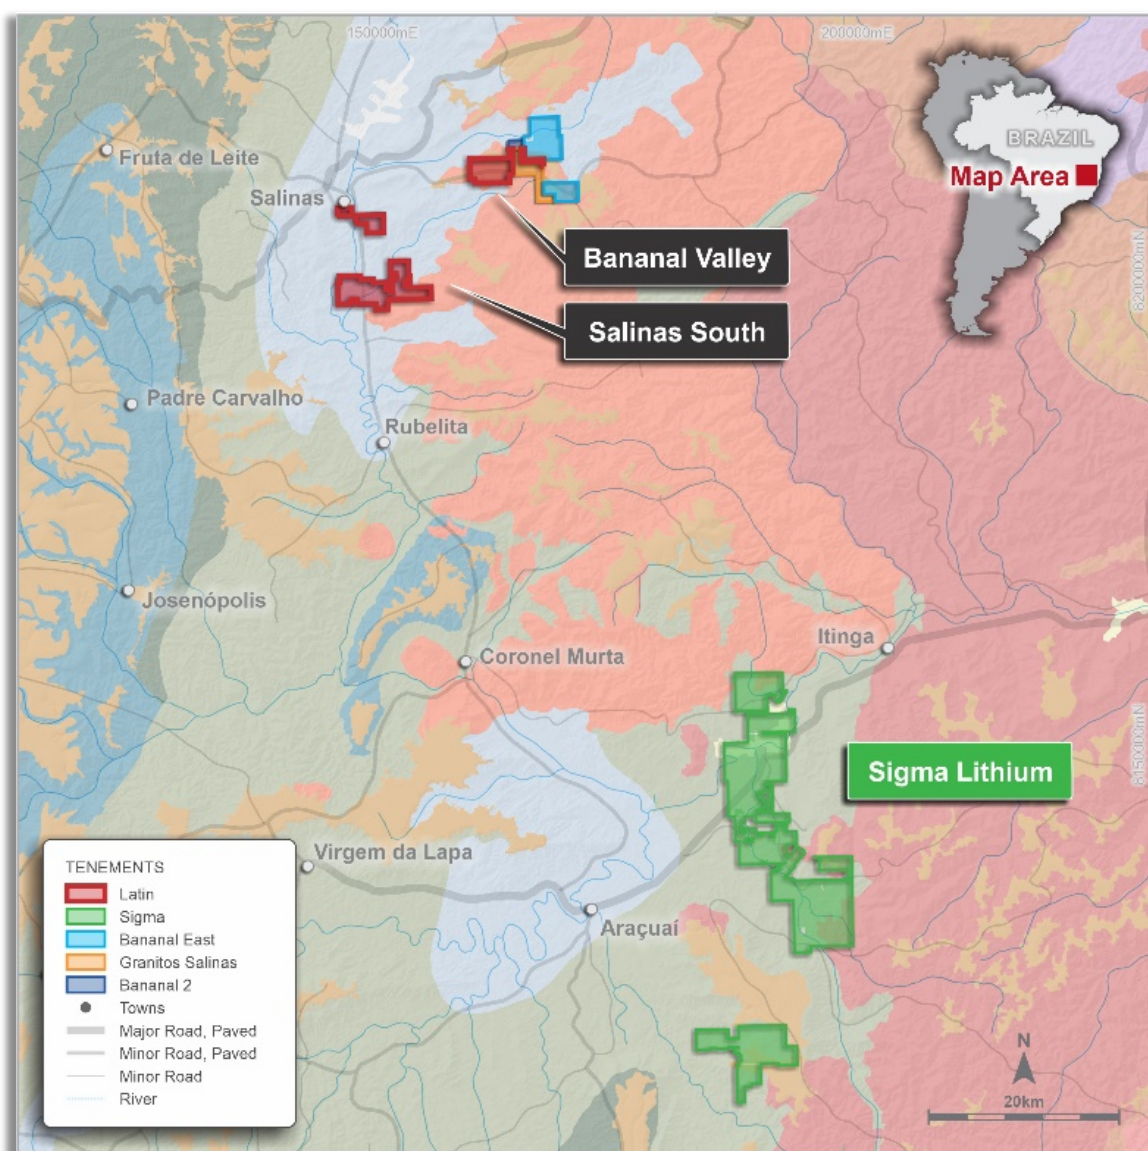 150000mE
200000mE
BRAZIL
Map Area
Fruta de Leite
Salinas
8200000mN
Bananal Valley
Salinas South
Padre Carvalho
Rubelita
Josenópolis
Itinga
Coronel Murta
8150000mN
Sigma Lithium
Virgem da Lapa
Araçuaí
TENEMENTS
Latin
Sigma
Bananal East
Granitos Salinas
Bananal 2
Towns
Major Road, Paved
Minor Road, Paved
Minor Road
River
N
20km